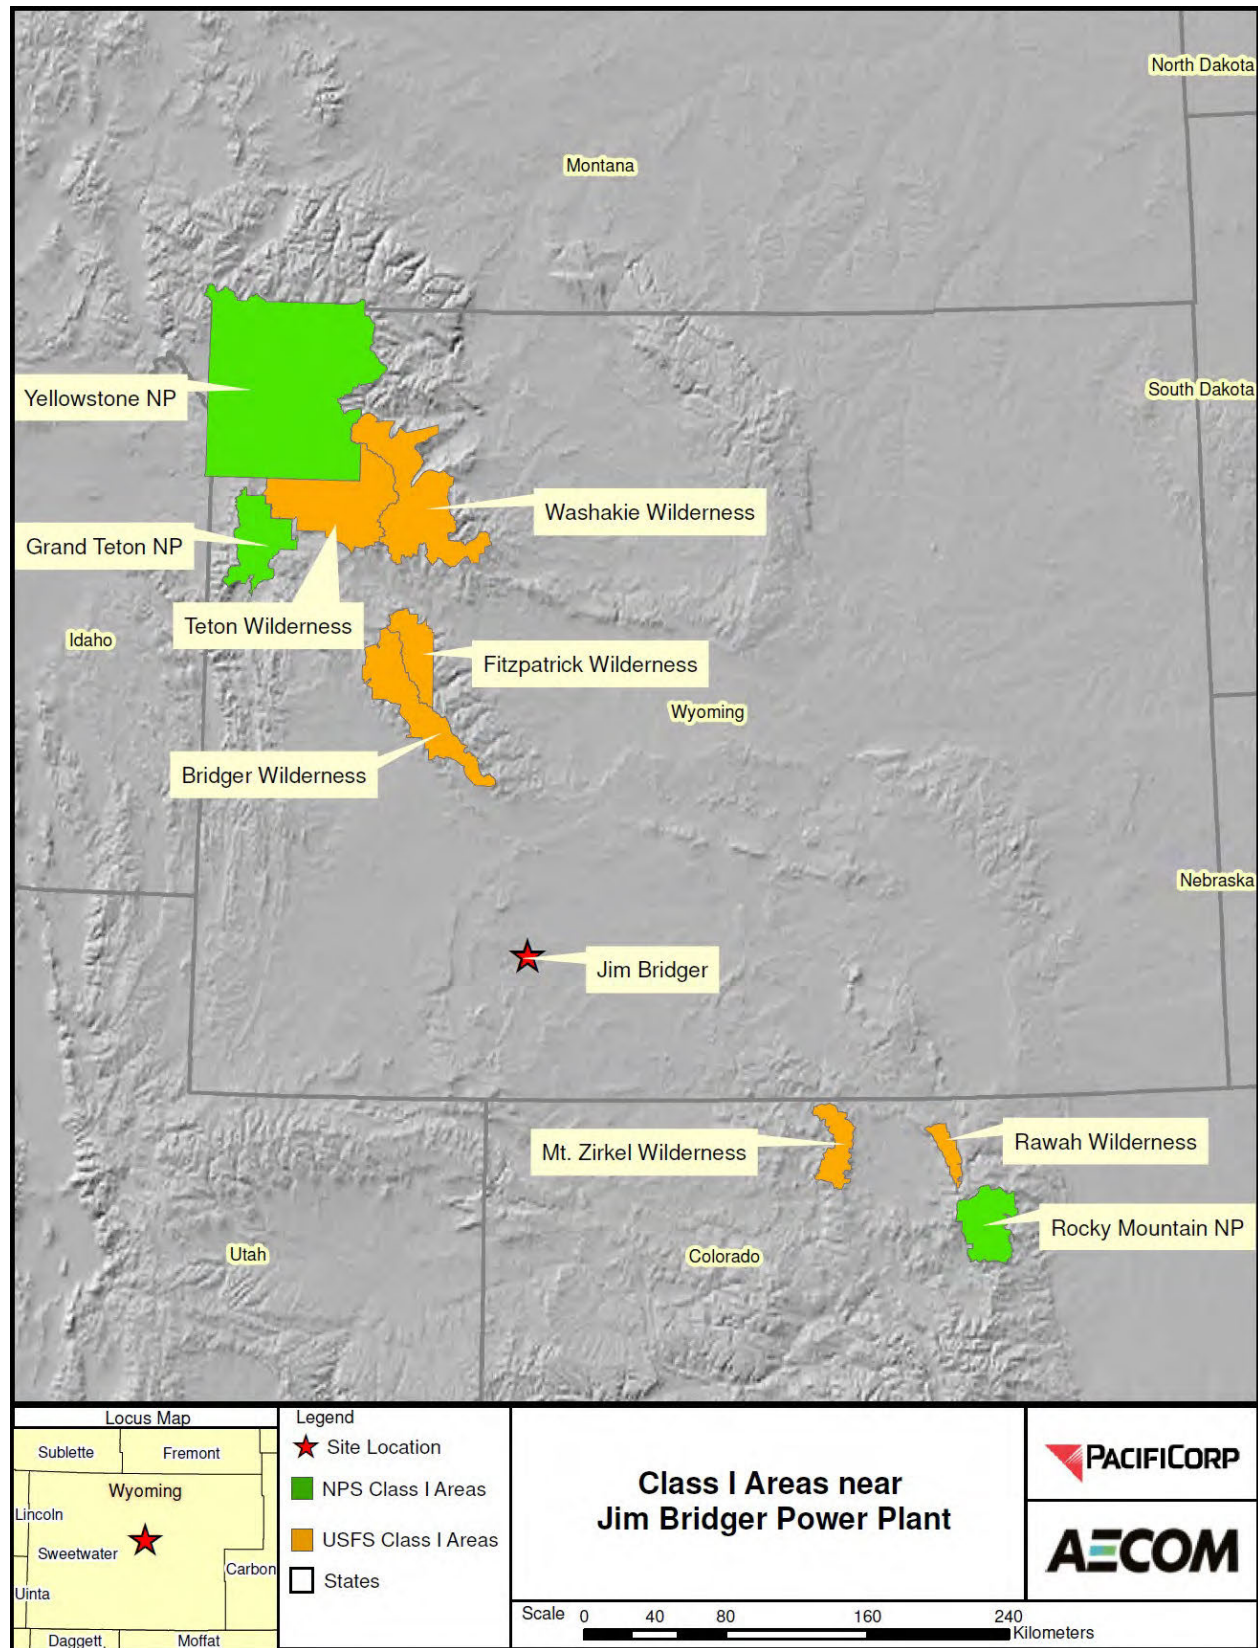 North Dakota
Montana
South Dakota
Yellowstone NP
Washakie Wilderness
Grand Teton NP
Teton Wilderness
Idaho
Fitzpatrick Wilderness
Wyoming
Bridger Wilderness
Nebraska
Jim Bridger
Mt. Zirkel Wilderness
Rawah Wilderness
Rocky Mountain NP
Utah
Colorado
Locus Map
Sublette
Fremont
Wyoming
Lincoln
Sweetwater
Carbon
Uinta
Daggett
Moffat
Legend
Site Location
NPS Class I Areas
USFS Class I Areas
States
Class I Areas near
Jim Bridger Power Plant
Scale 0 40 80 160 240
Kilometers
PACIFICORP
AECOM